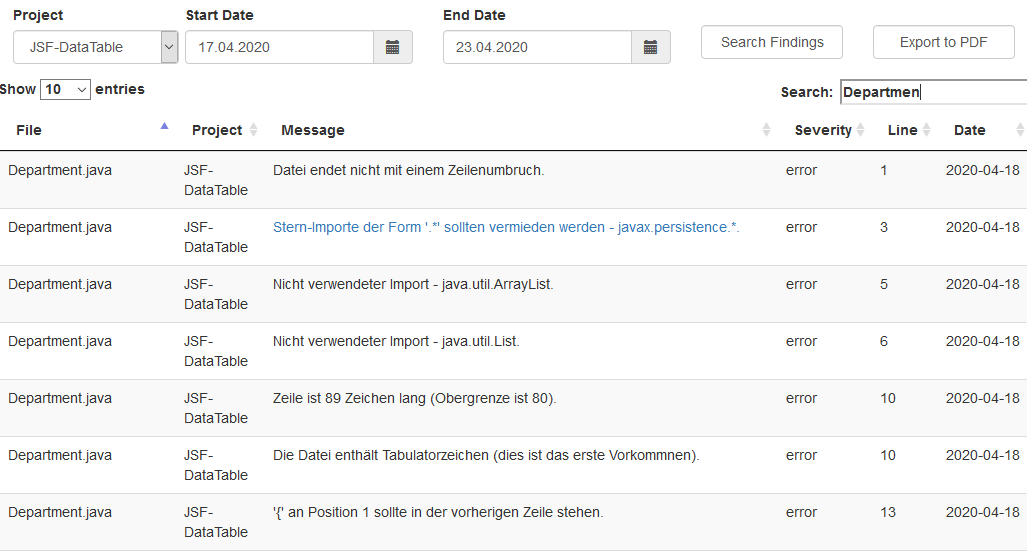 Project Start Date End Date
JSF-DataTable 17.04.2020 23.04.2020 Search Findings Export to PDF
Show 10 entries Search: Departmen
File Project Message Severity Line Date
Department.java JSF- Datei endet nicht mit einem Zeilenumbruch. error 1 2020-04-18
DataTable
Department.java JSF- Stern-Importe der Form '.*' sollten vermieden werden - javax.persistence.*. error 3 2020-04-18
DataTable
Department.java JSF- Nicht verwendeter Import - java.util.ArrayList. error 5 2020-04-18
DataTable
Department.java JSF- Nicht verwendeter Import - java.util.List. error 6 2020-04-18
DataTable
Department.java JSF- Zeile ist 89 Zeichen lang (Obergrenze ist 80). error 10 2020-04-18
DataTable
Department.java JSF- Die Datei enthält Tabulatorzeichen (dies ist das erste Vorkommnen). error 10 2020-04-18
DataTable
Department.java JSF- '{' an Position 1 sollte in der vorherigen Zeile stehen. error 13 2020-04-18
DataTable